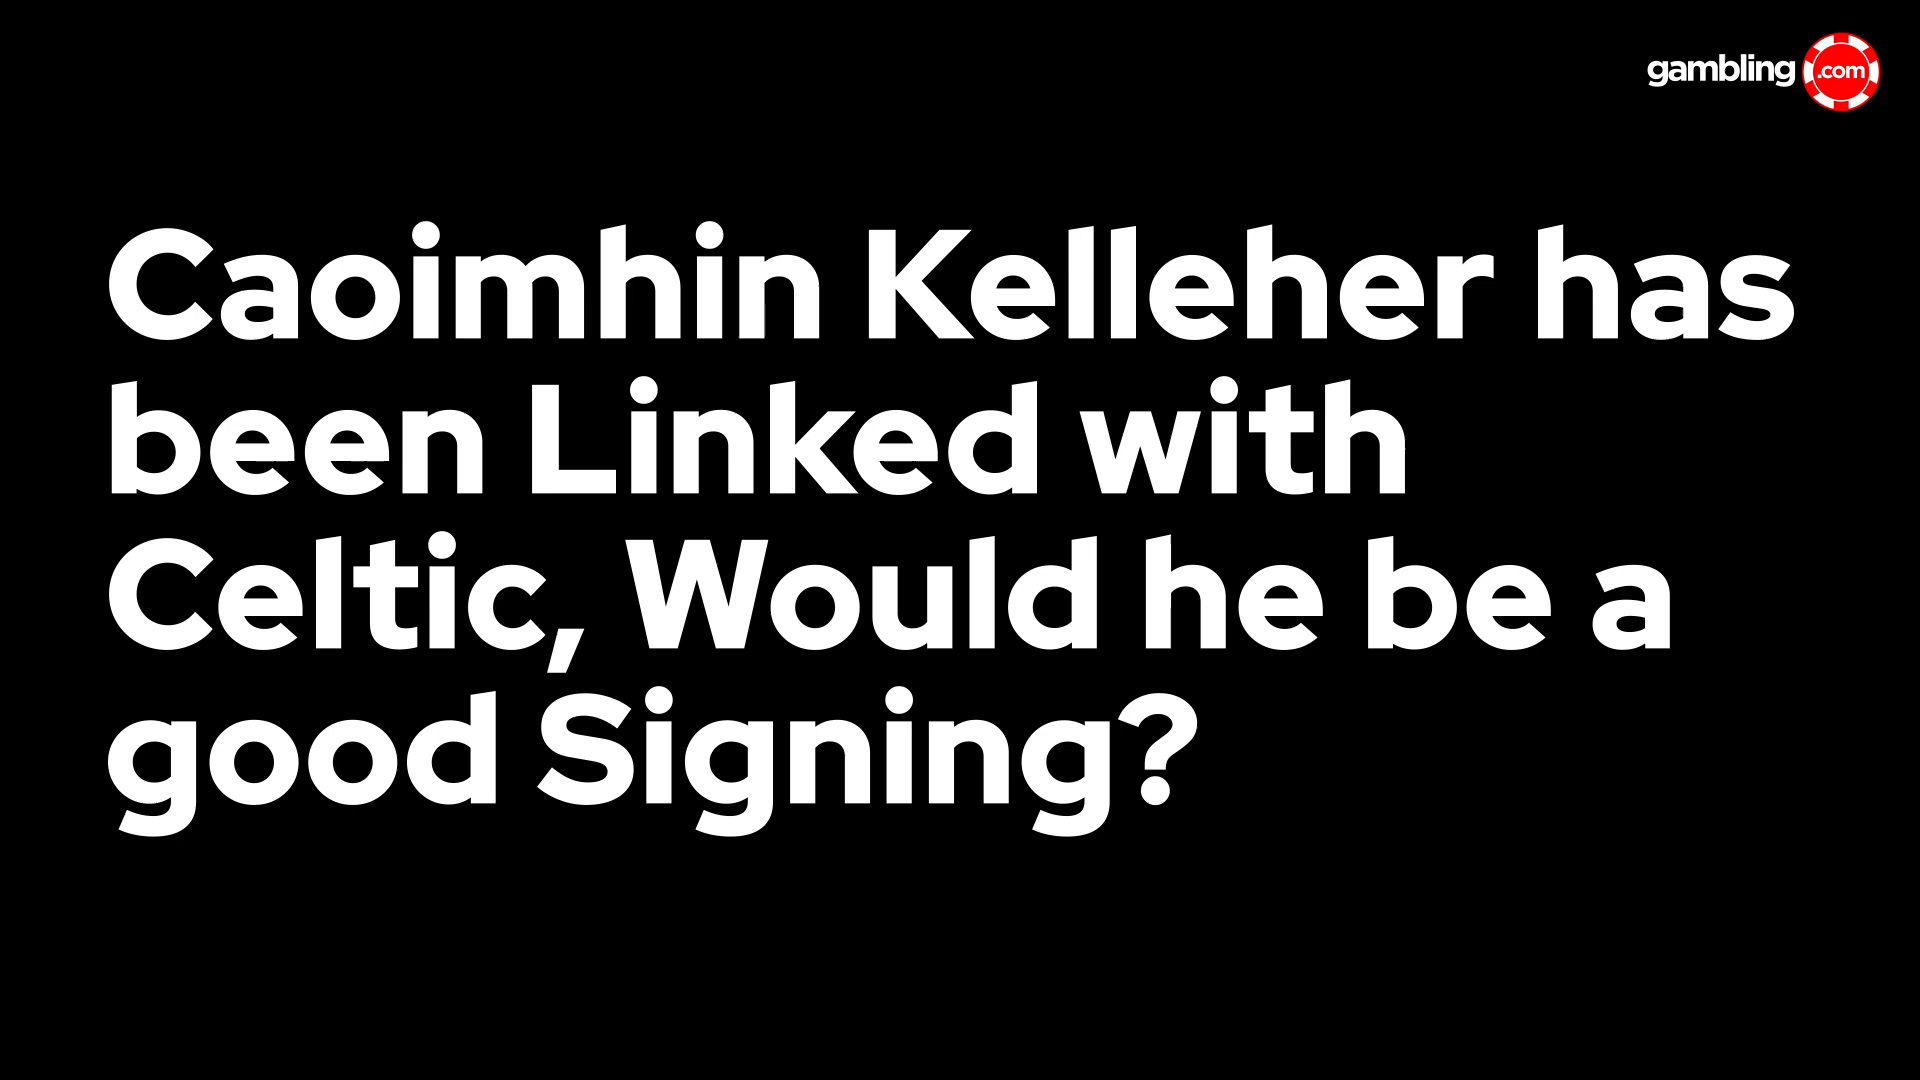 gambling .com
Caoimhin Kelleher has
been Linked with
Celtic, Would he be a
good Signing?